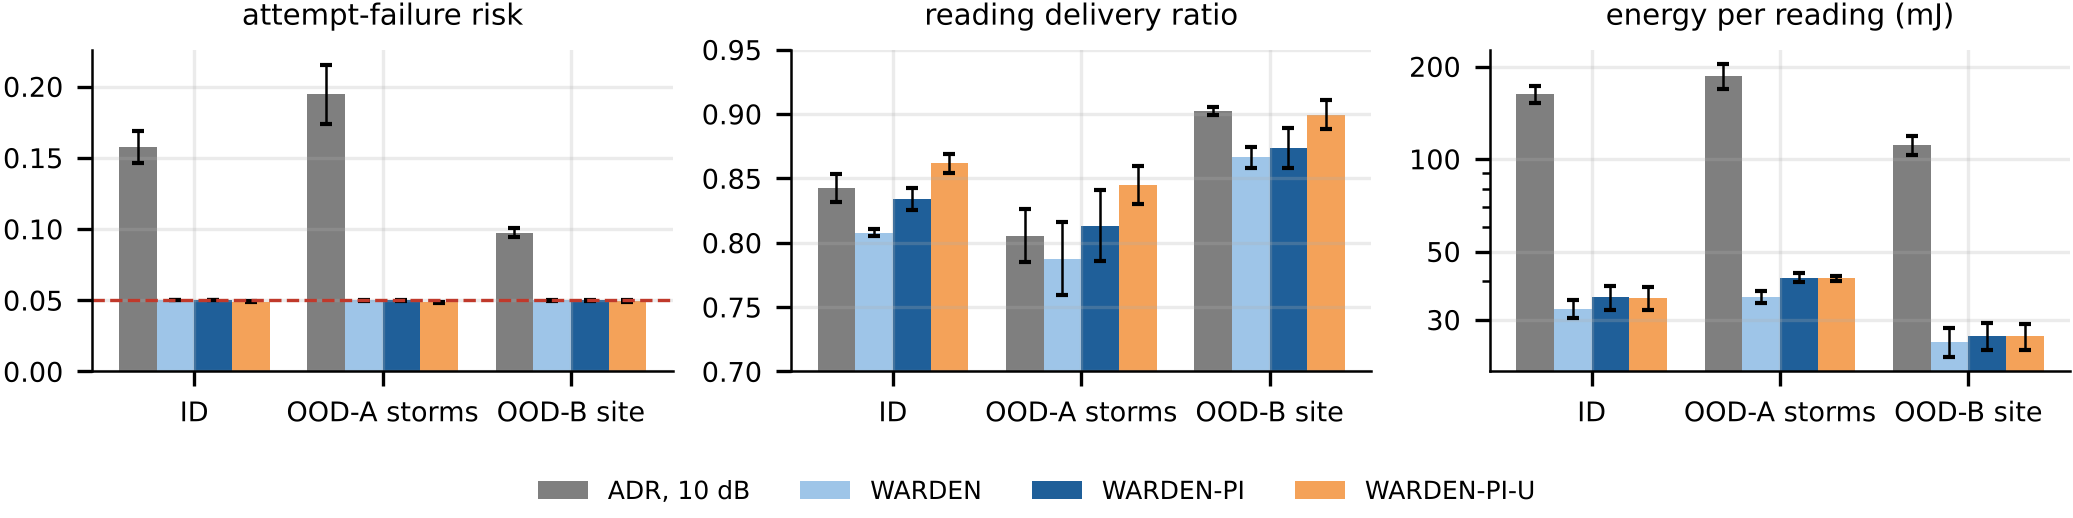 attempt-failure risk
0.20
0.15
0.10
0.05
0.00
ID
OOD-A storms
OOD-B site
reading delivery ratio
0.95
0.90
0.85
0.80
0.75
0.70
ID
OOD-A storms
OOD-B site
energy per reading (mJ)
200
100
50
30
ID
OOD-A storms
OOD-B site
ADR, 10 dB
WARDEN
WARDEN-PI
WARDEN-PI-U